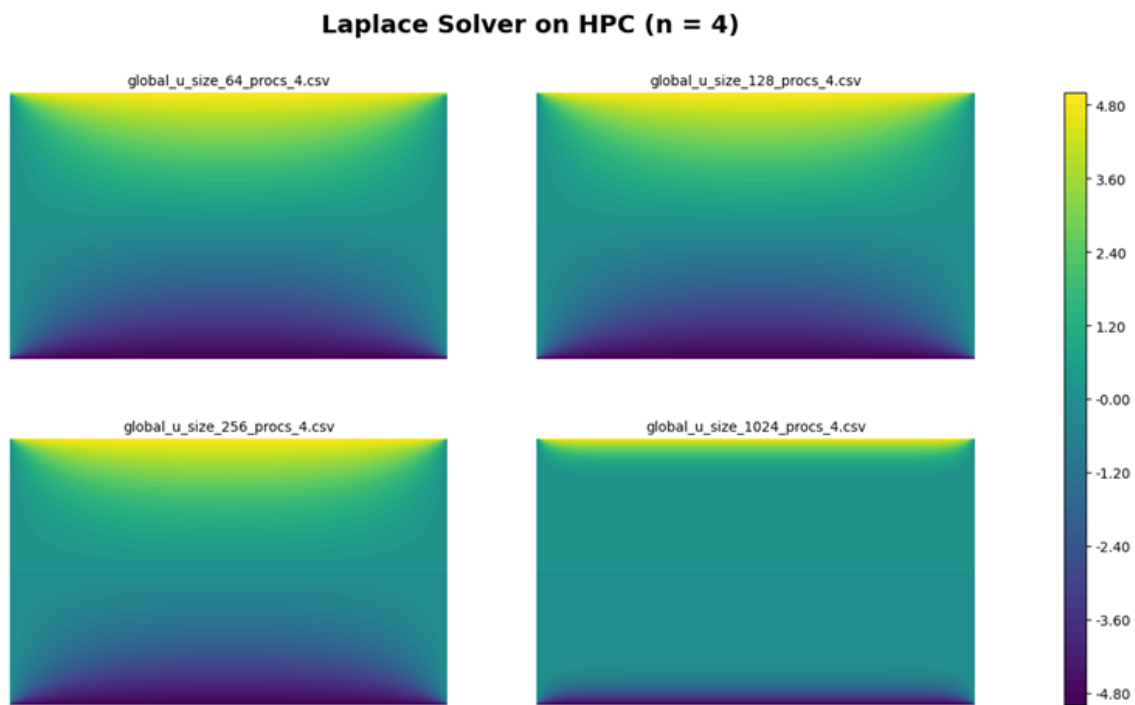 Laplace Solver on HPC (n = 4)
global_u_size_64_procs_4.csv
global_u_size_128_procs_4.csv
global_u_size_256_procs_4.csv
global_u_size_1024_procs_4.csv
4.80
3.60
2.40
1.20
-0.00
-1.20
-2.40
-3.60
-4.80